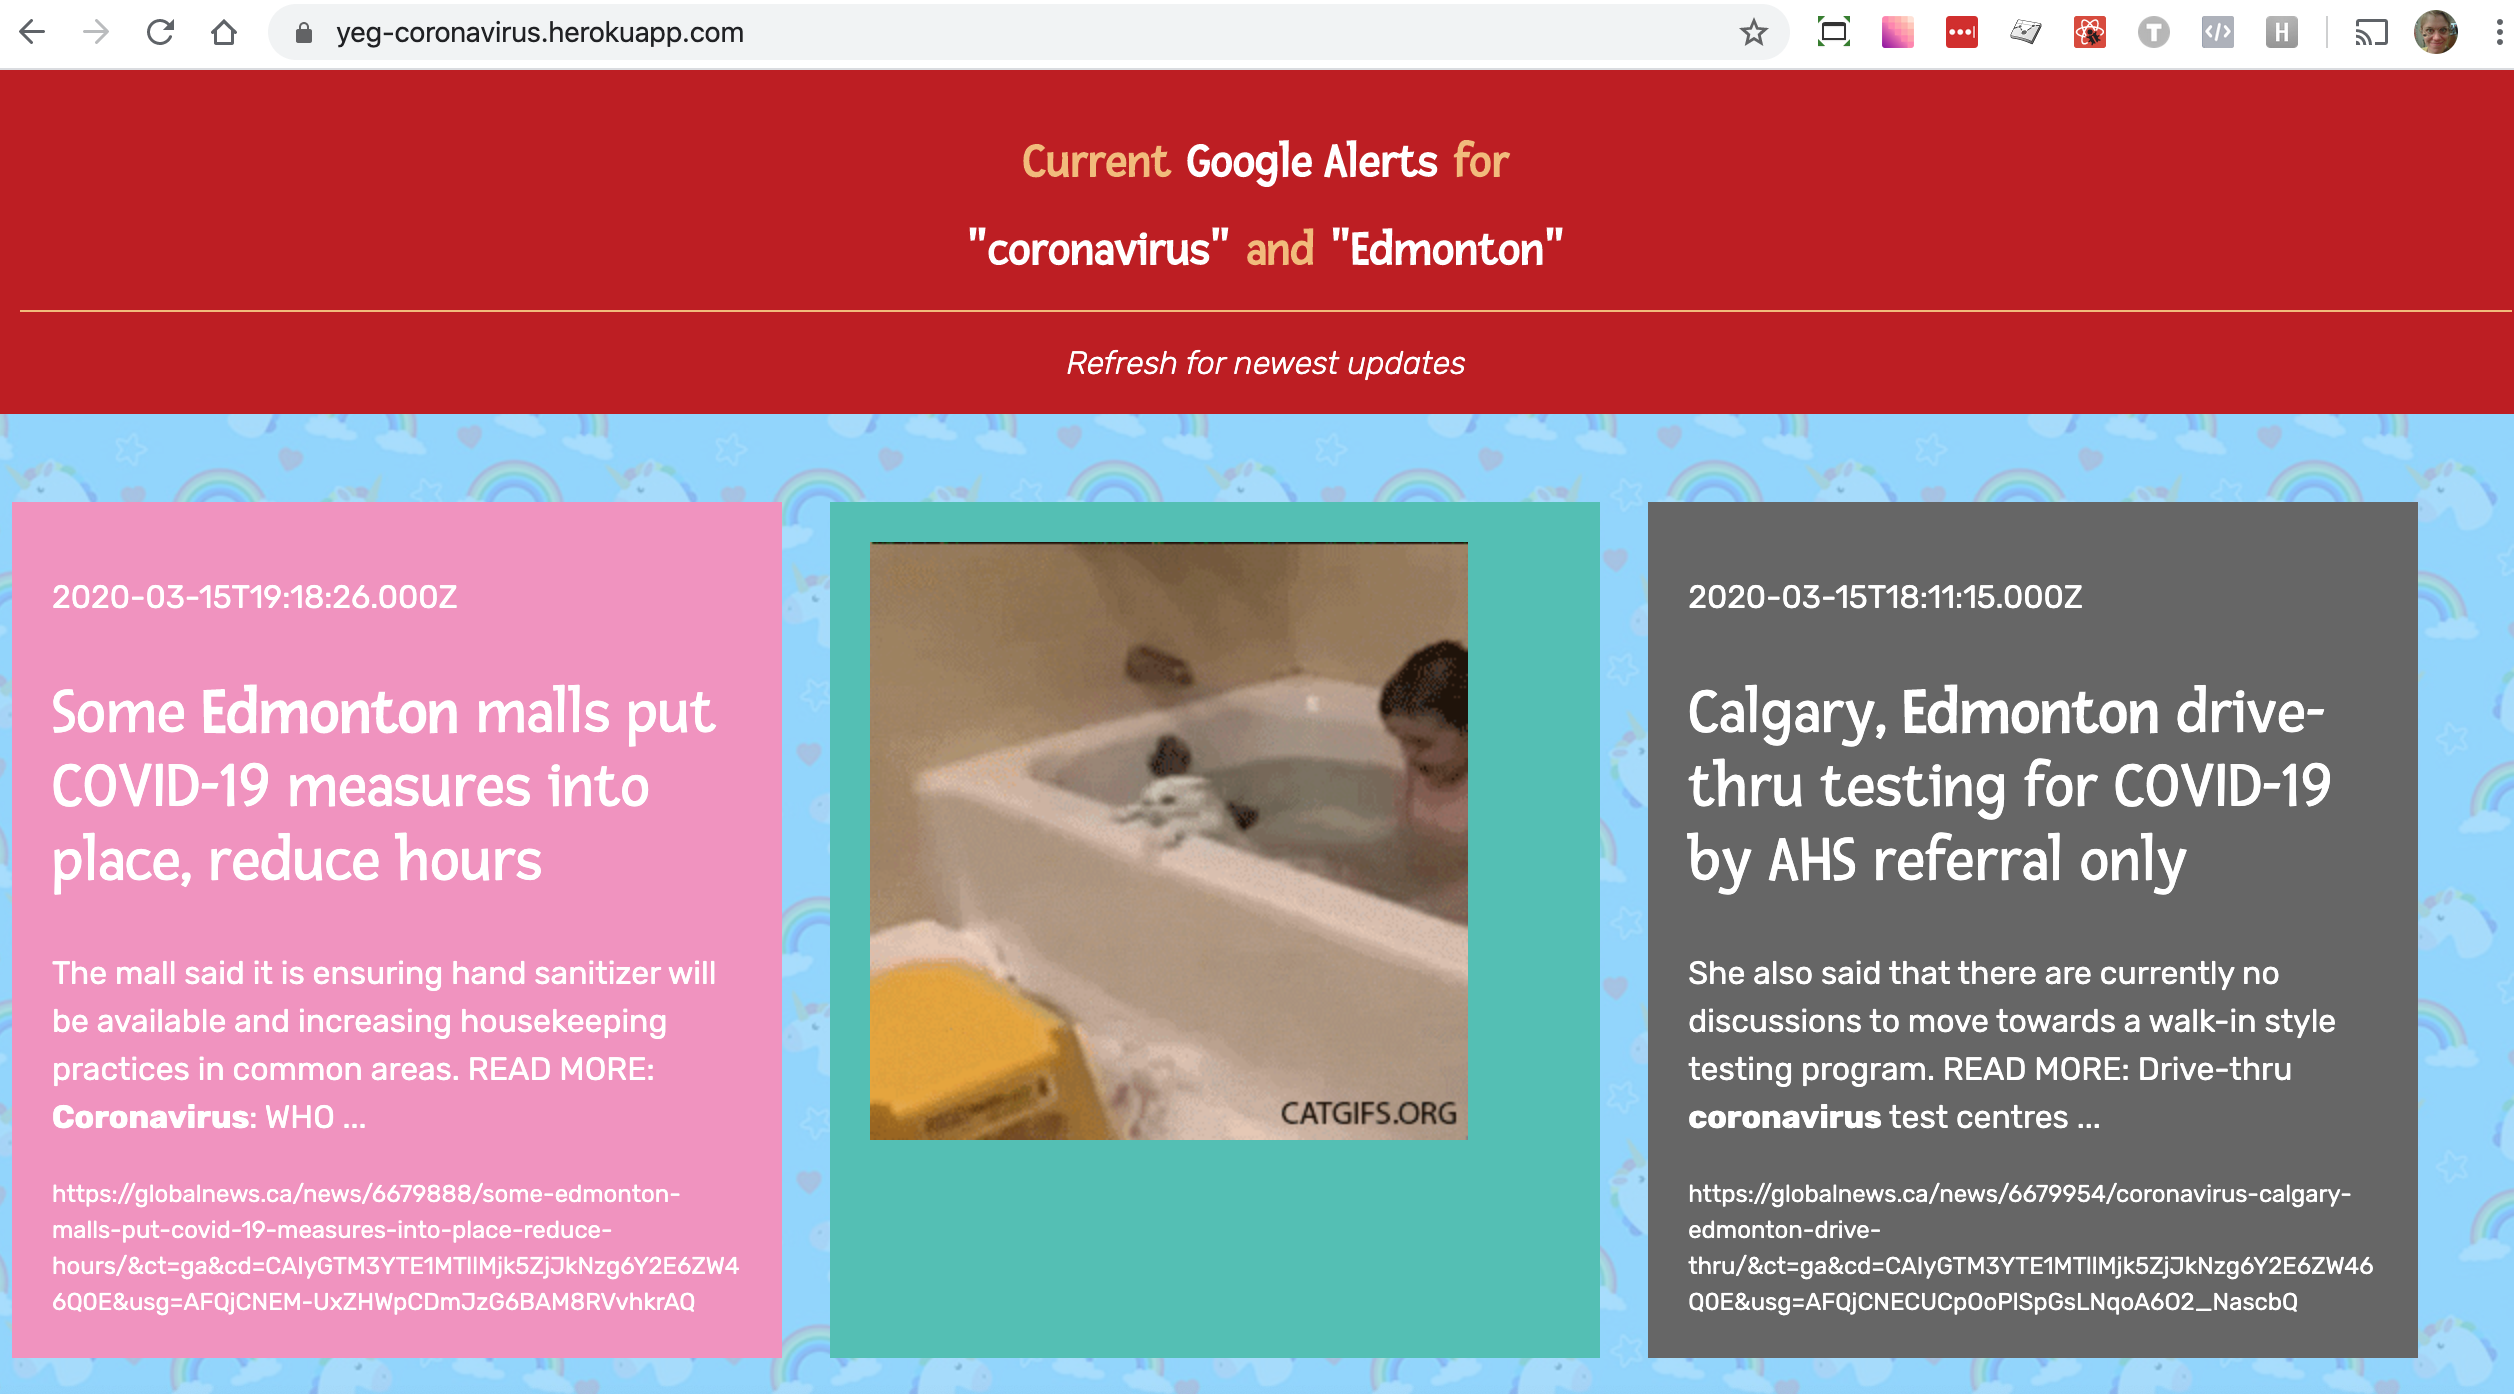 yeg-coronavirus.herokuapp.com
Current Google Alerts for
"coronavirus" and "Edmonton"
Refresh for newest updates
2020-03-15T19:18:26.000Z
Some Edmonton malls put
COVID-19 measures into
place, reduce hours
The mall said it is ensuring hand sanitizer will
be available and increasing housekeeping
practices in common areas. READ MORE:
Coronavirus: WHO ...
https://globalnews.ca/news/6679888/some-edmonton-
malls-put-covid-19-measures-into-place-reduce-
hours/&ct=ga&cd=CAIyGTM3YTE1MTllMjk5ZjJkNzg6Y2E6ZW4
6Q0E&usg=AFQjCNEM-UxZHWpCDmJzG6BAM8RVvhkrAQ
CATGIFS.ORG
2020-03-15T18:11:15.000Z
Calgary, Edmonton drive-
thru testing for COVID-19
by AHS referral only
She also said that there are currently no
discussions to move towards a walk-in style
testing program. READ MORE: Drive-thru
coronavirus test centres ...
https://globalnews.ca/news/6679954/coronavirus-calgary-
edmonton-drive-
thru/&ct=ga&cd=CAIyGTM3YTE1MTllMjk5ZjJkNzg6Y2E6ZW46
Q0E&usg=AFQjCNECUCpOoPlSpGsLNqoA6O2_NascbQ